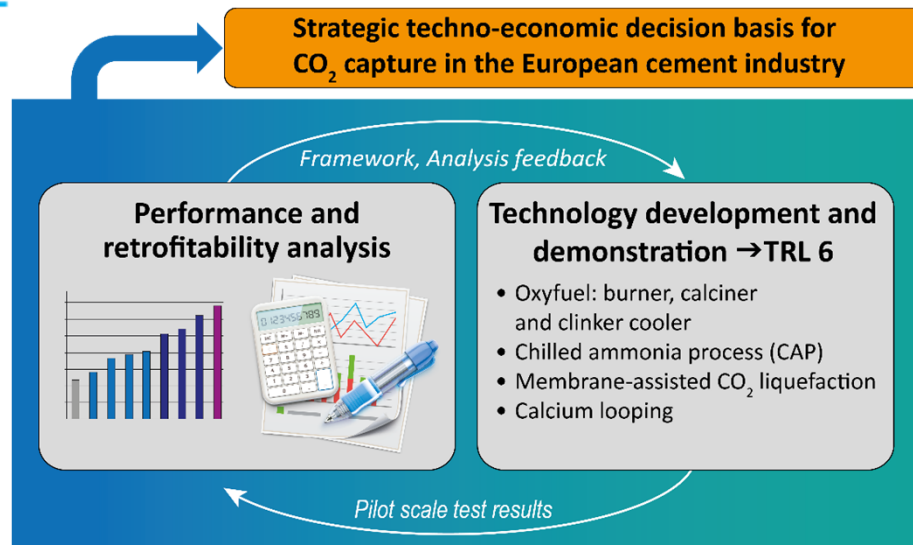 Strategic techno-economic decision basis for
CO₂ capture in the European cement industry
Framework, Analysis feedback
Performance and
retrofitability analysis
0123456789
Technology development and
demonstration →TRL 6
• Oxyfuel: burner, calciner
and clinker cooler
• Chilled ammonia process (CAP)
• Membrane-assisted CO₂ liquefaction
• Calcium looping
Pilot scale test results